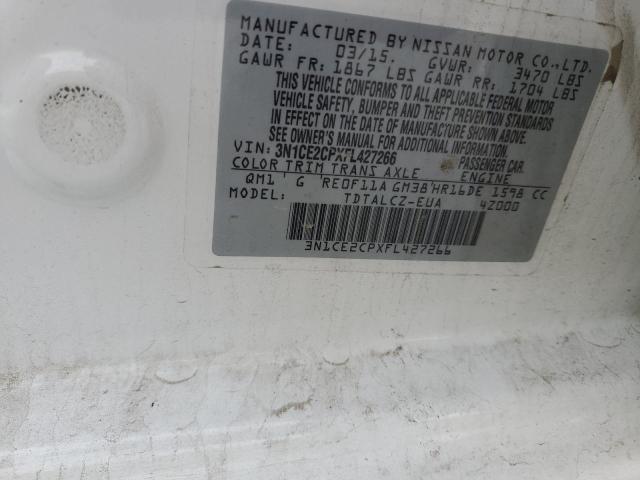 MANUFACTURED BY NISSAN MOTOR CO., LTD.
DATE: 03/15. GVWR: 3470 LBS
GAWR FR: 1867 LBS GAWR RR: 1704 LBS
THIS VEHICLE CONFORMS TO ALL APPLICABLE FEDERAL MOTOR
VEHICLE SAFETY, BUMPER AND THEFT PREVENTION STANDARDS
IN EFFECT ON THE DATE OF MANUFACTURE SHOWN ABOVE.
SEE OWNER'S MANUAL FOR ADDITIONAL INFORMATION
VIN: 3N1CE2CPXFL427266 PASSENGER CAR
COLOR TRIM TRANS AXLE ENGINE
QM1 ' G RE0F11A GM38 HR16DE 1598 CC
MODEL: TDTALCZ-EUA 42000
3N1CE2CPXFL427266